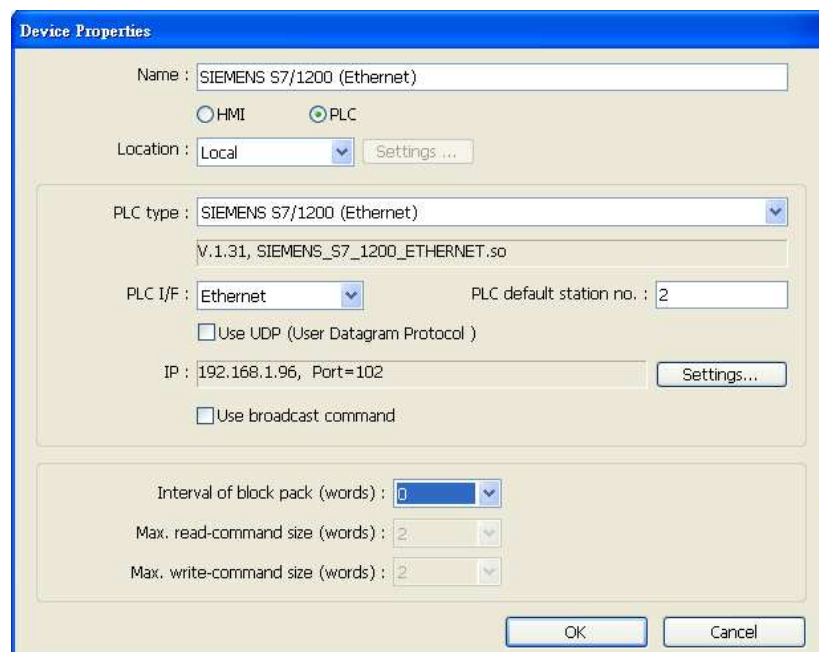 Device Properties
Name : SIEMENS S7/1200 (Ethernet)
HMI PLC
Location : Local Settings ...
PLC type : SIEMENS S7/1200 (Ethernet)
V.1.31, SIEMENS_S7_1200_ETHERNET.so
PLC I/F : Ethernet PLC default station no. : 2
Use UDP (User Datagram Protocol )
IP : 192.168.1.96, Port=102 Settings...
Use broadcast command
Interval of block pack (words) : 0
Max. read-command size (words) : 2
Max. write-command size (words) : 2
OK Cancel